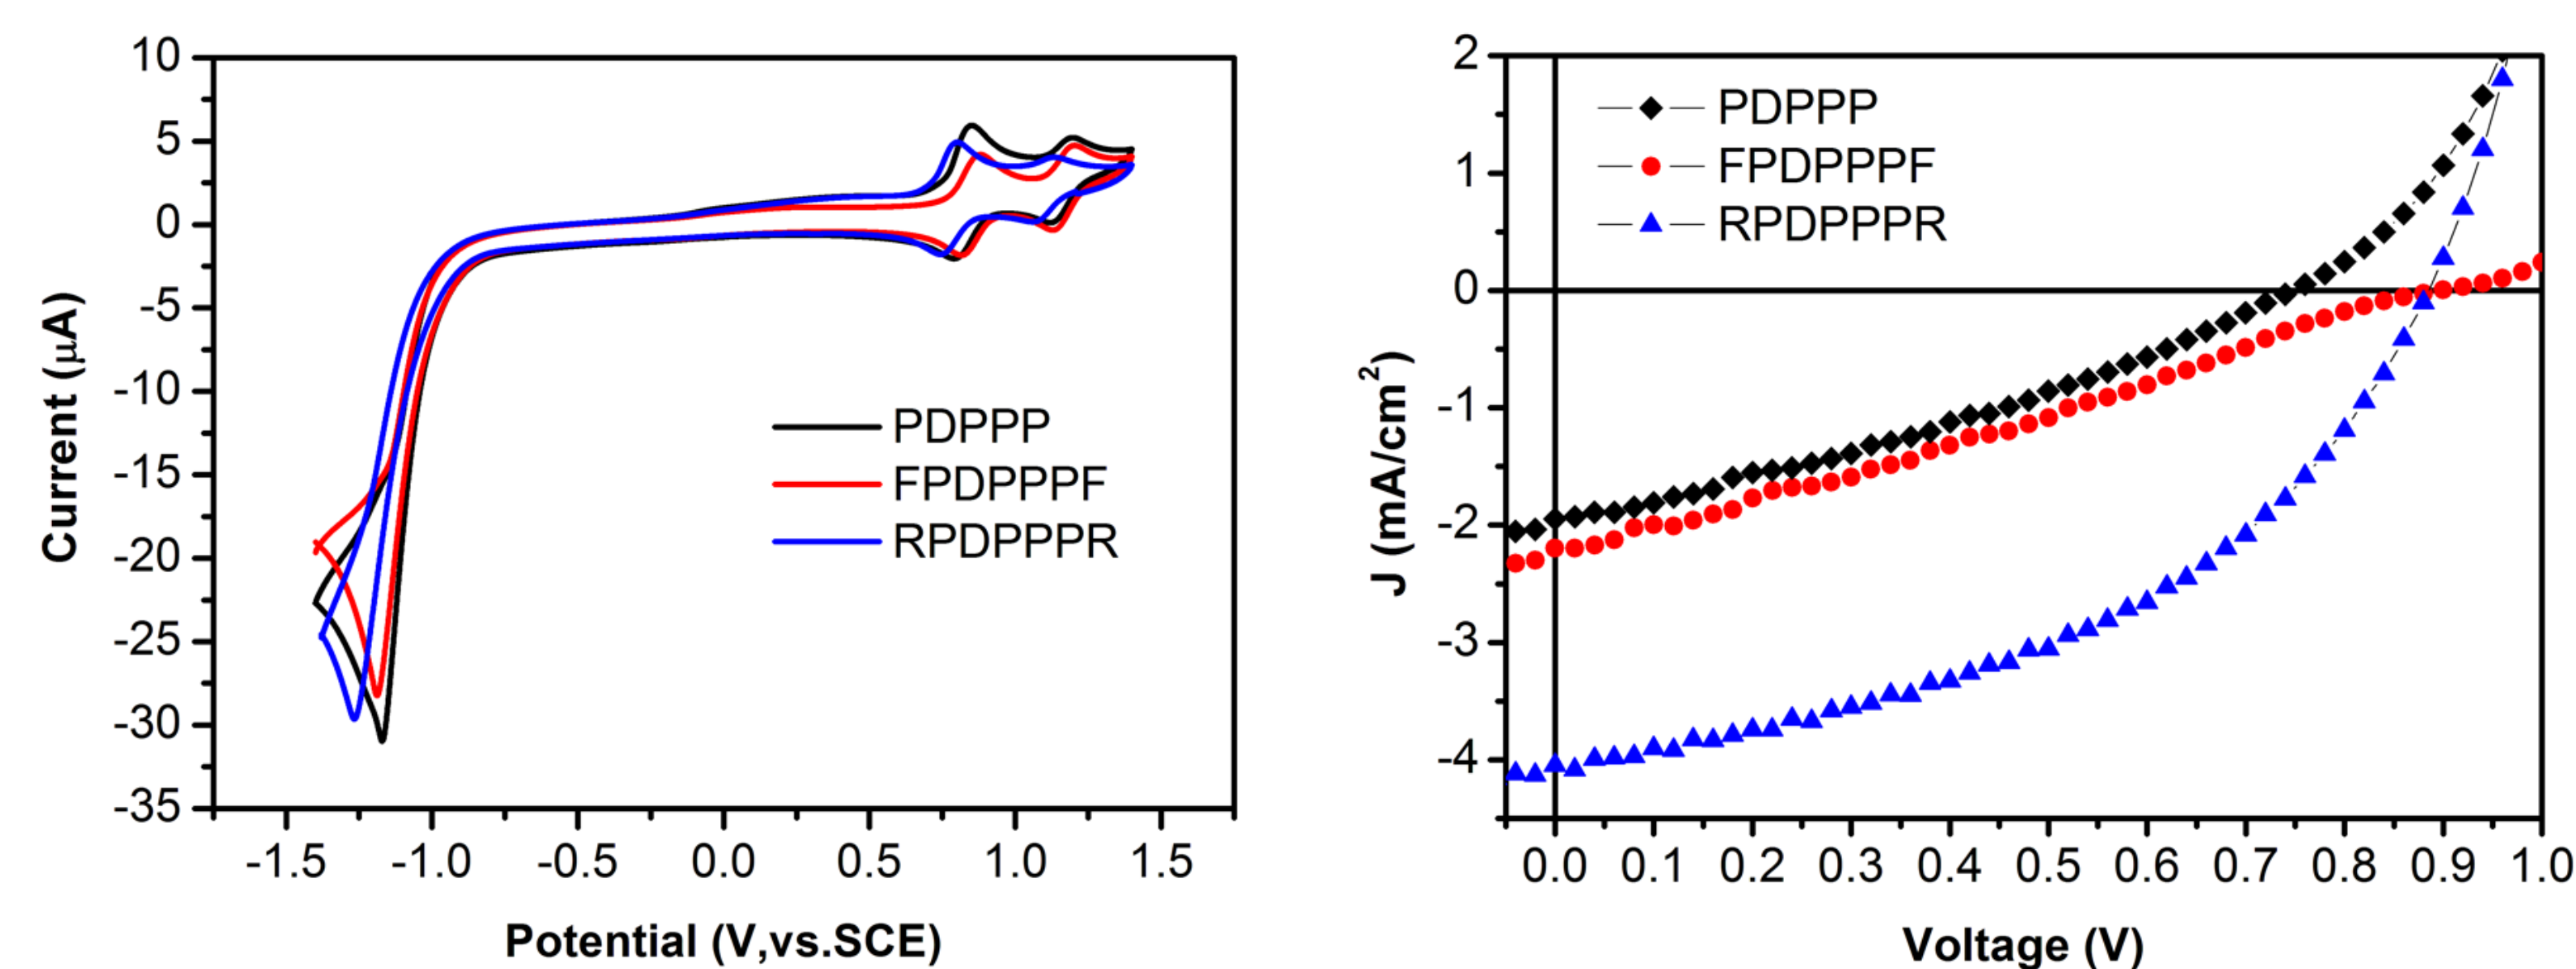 10
5
0
-5
-10
-15
-20
-25
-30
-35
Current (μA)
PDPPP
FPDPPPF
RPDPPPR
-1.5 -1.0 -0.5 0.0 0.5 1.0 1.5
Potential (V,vs.SCE)
2
1
0
-1
-2
-3
-4
J (mA/cm²)
PDPPP
FPDPPPF
RPDPPPR
0.0 0.1 0.2 0.3 0.4 0.5 0.6 0.7 0.8 0.9 1.0
Voltage (V)